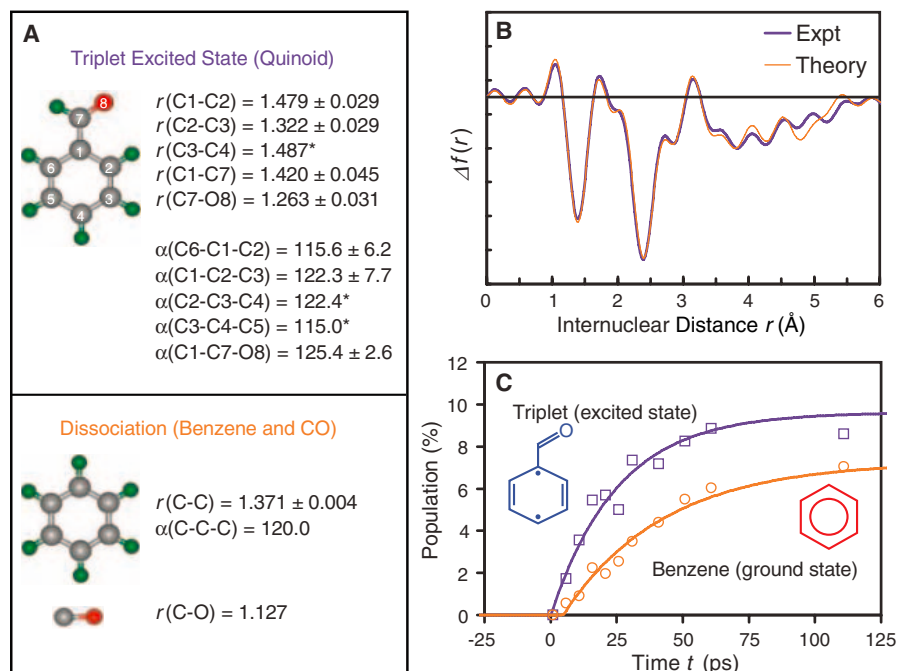 A
Triplet Excited State (Quinoid)
8
7
1
6
2
5
3
4
r(C1-C2) = 1.479 ± 0.029
r(C2-C3) = 1.322 ± 0.029
r(C3-C4) = 1.487*
r(C1-C7) = 1.420 ± 0.045
r(C7-O8) = 1.263 ± 0.031
α(C6-C1-C2) = 115.6 ± 6.2
α(C1-C2-C3) = 122.3 ± 7.7
α(C2-C3-C4) = 122.4*
α(C3-C4-C5) = 115.0*
α(C1-C7-O8) = 125.4 ± 2.6
Dissociation (Benzene and CO)
r(C-C) = 1.371 ± 0.004
α(C-C-C) = 120.0
r(C-O) = 1.127
B
Expt
Theory
Δf(r)
0 1 2 3 4 5 6
Internuclear Distance r (Å)
C
12
10
8
6
4
2
0
Population (%)
Triplet (excited state)
O
Benzene (ground state)
-25 0 25 50 75 100 125
Time t (ps)